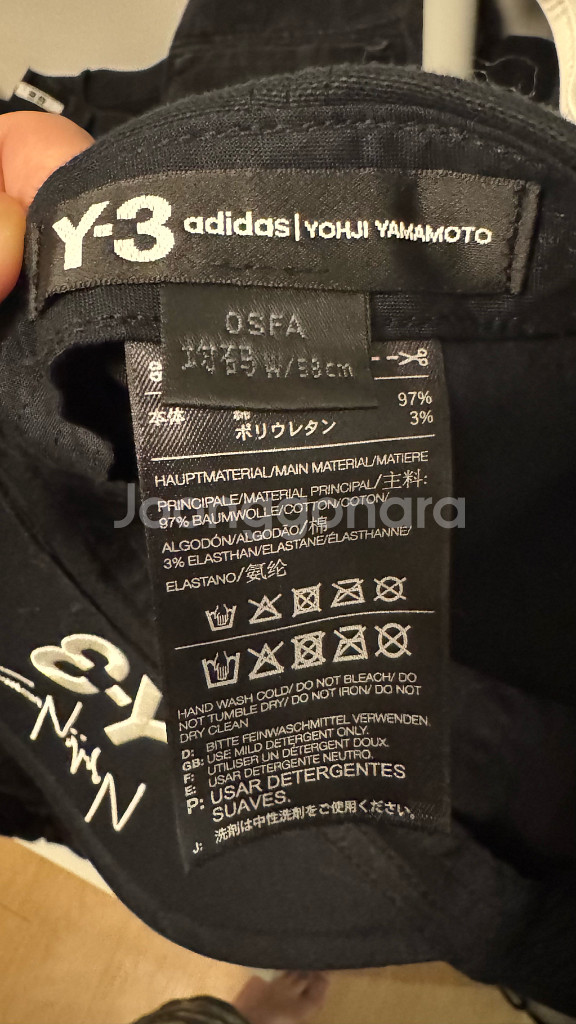 Y-3 adidas | YOHJI YAMAMOTO
OSFA
W/58cm
97%
本体 ポリウレタン 3%
HAUPTMATERIAL/MAIN MATERIAL/MATIERE
PRINCIPALE/MATERIAL PRINCIPAL/主料:
97% BAUMWOLLE/COTTON/COTON/
ALGODÓN/ALGODÃO/棉
3% ELASTHAN/ELASTANE/ÉLASTHANNE/
ELASTANO/氨纶
Joongonara
HAND WASH COLD/ DO NOT BLEACH/ DO
NOT TUMBLE DRY/ DO NOT IRON/ DO NOT
DRY CLEAN
D: BITTE FEINWASCHMITTEL VERWENDEN.
GB: USE MILD DETERGENT ONLY.
F: UTILISER UN DÉTERGENT DOUX.
E: USAR DETERGENTE NEUTRO.
P: USAR DETERGENTES
SUAVES.
J: 洗剤は中性洗剤をご使用ください。
Y-3